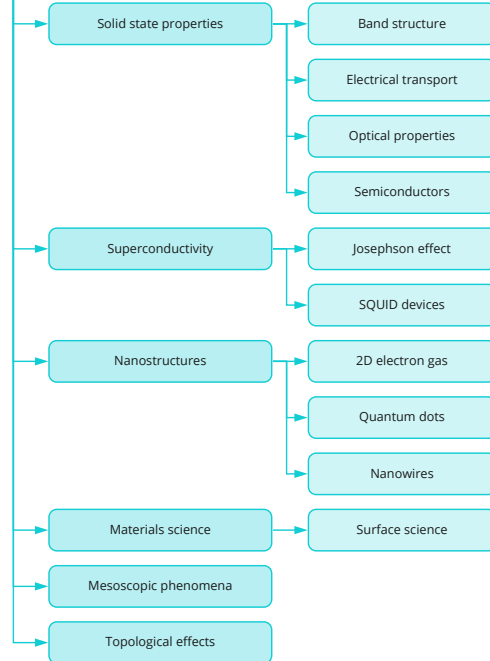 Solid state properties
Band structure
Electrical transport
Optical properties
Semiconductors
Superconductivity
Josephson effect
SQUID devices
Nanostructures
2D electron gas
Quantum dots
Nanowires
Materials science
Surface science
Mesoscopic phenomena
Topological effects